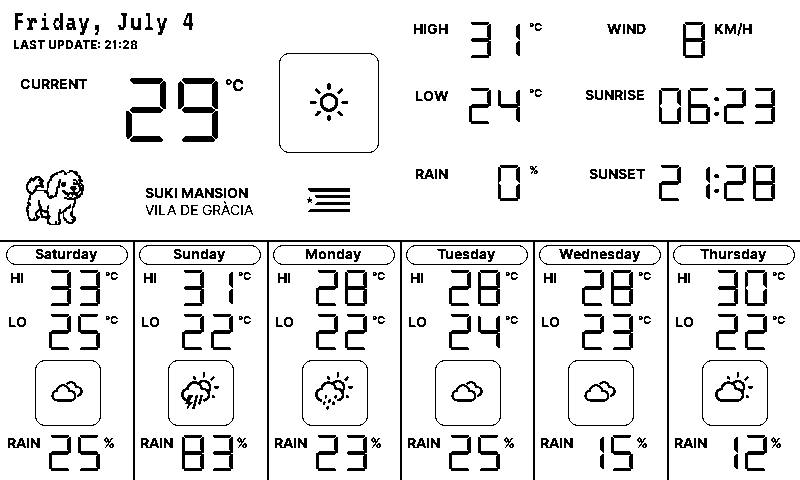 Friday, July 4
LAST UPDATE: 21:28
CURRENT 29 °C
HIGH 31 °C
WIND 8 KM/H
LOW 24 °C
SUNRISE 06:23
RAIN 0 %
SUNSET 21:28
SUKI MANSION
VILA DE GRÀCIA
Saturday
HI 33 °C
LO 25 °C
RAIN 25 %
Sunday
HI 31 °C
LO 22 °C
RAIN 83 %
Monday
HI 28 °C
LO 22 °C
RAIN 23 %
Tuesday
HI 28 °C
LO 24 °C
RAIN 25 %
Wednesday
HI 28 °C
LO 23 °C
RAIN 15 %
Thursday
HI 30 °C
LO 22 °C
RAIN 12 %